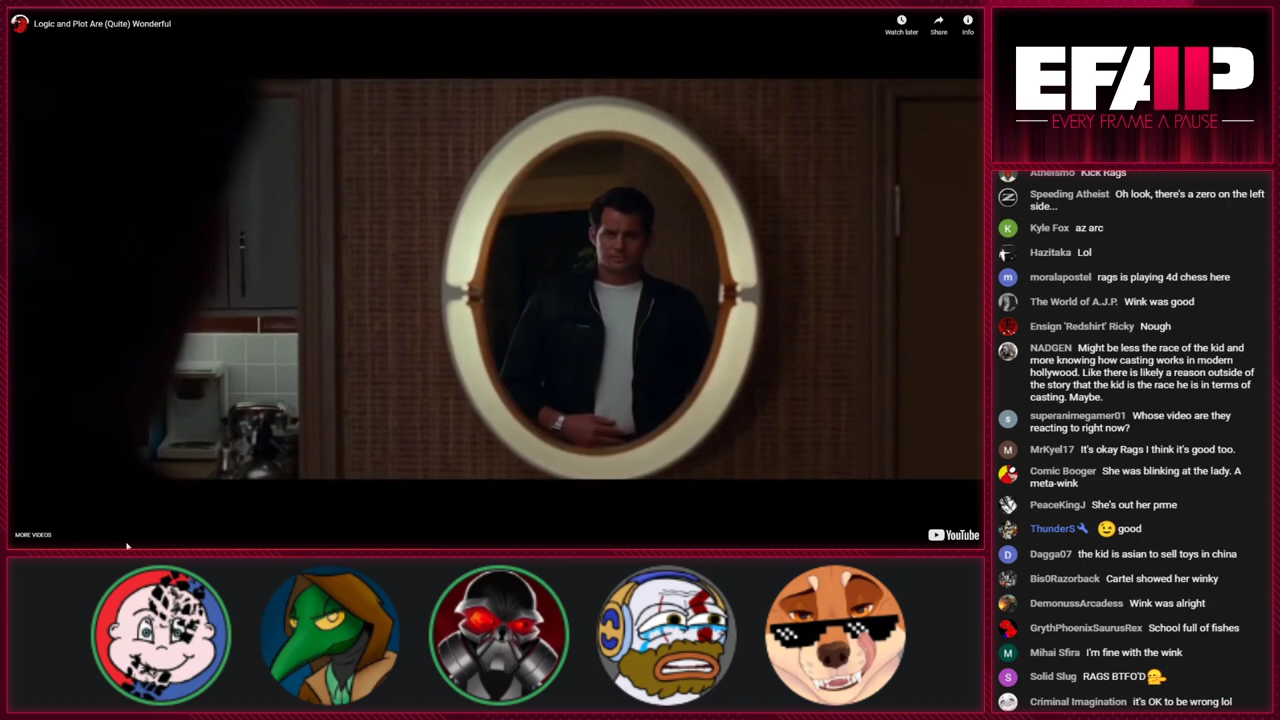 Logic and Plot Are (Quite) Wonderful
Watch later
Share
Info
MORE VIDEOS
YouTube
EFAP
EVERY FRAME A PAUSE
Atheismo Kick Rags
Speeding Atheist Oh look, there's a zero on the left
side...
Kyle Fox az arc
Hazitaka Lol
moralapostel rags is playing 4d chess here
The World of A.J.P. Wink was good
Ensign 'Redshirt' Ricky Nough
NADGEN Might be less the race of the kid and
more knowing how casting works in modern
hollywood. Like there is likely a reason outside of
the story that the kid is the race he is in terms of
casting. Maybe.
superanimegamer01 Whose video are they
reacting to right now?
MrKyel17 It's okay Rags I think it's good too.
Comic Booger She was blinking at the lady. A
meta-wink
PeaceKingJ She's out her prme
ThunderS 😉 good
Dagga07 the kid is asian to sell toys in china
Bis0Razorback Cartel showed her winky
DemonussArcadess Wink was alright
GrythPhoenixSaurusRex School full of fishes
Mihai Sfira I'm fine with the wink
Solid Slug RAGS BTFO'D
Criminal Imagination it's OK to be wrong lol